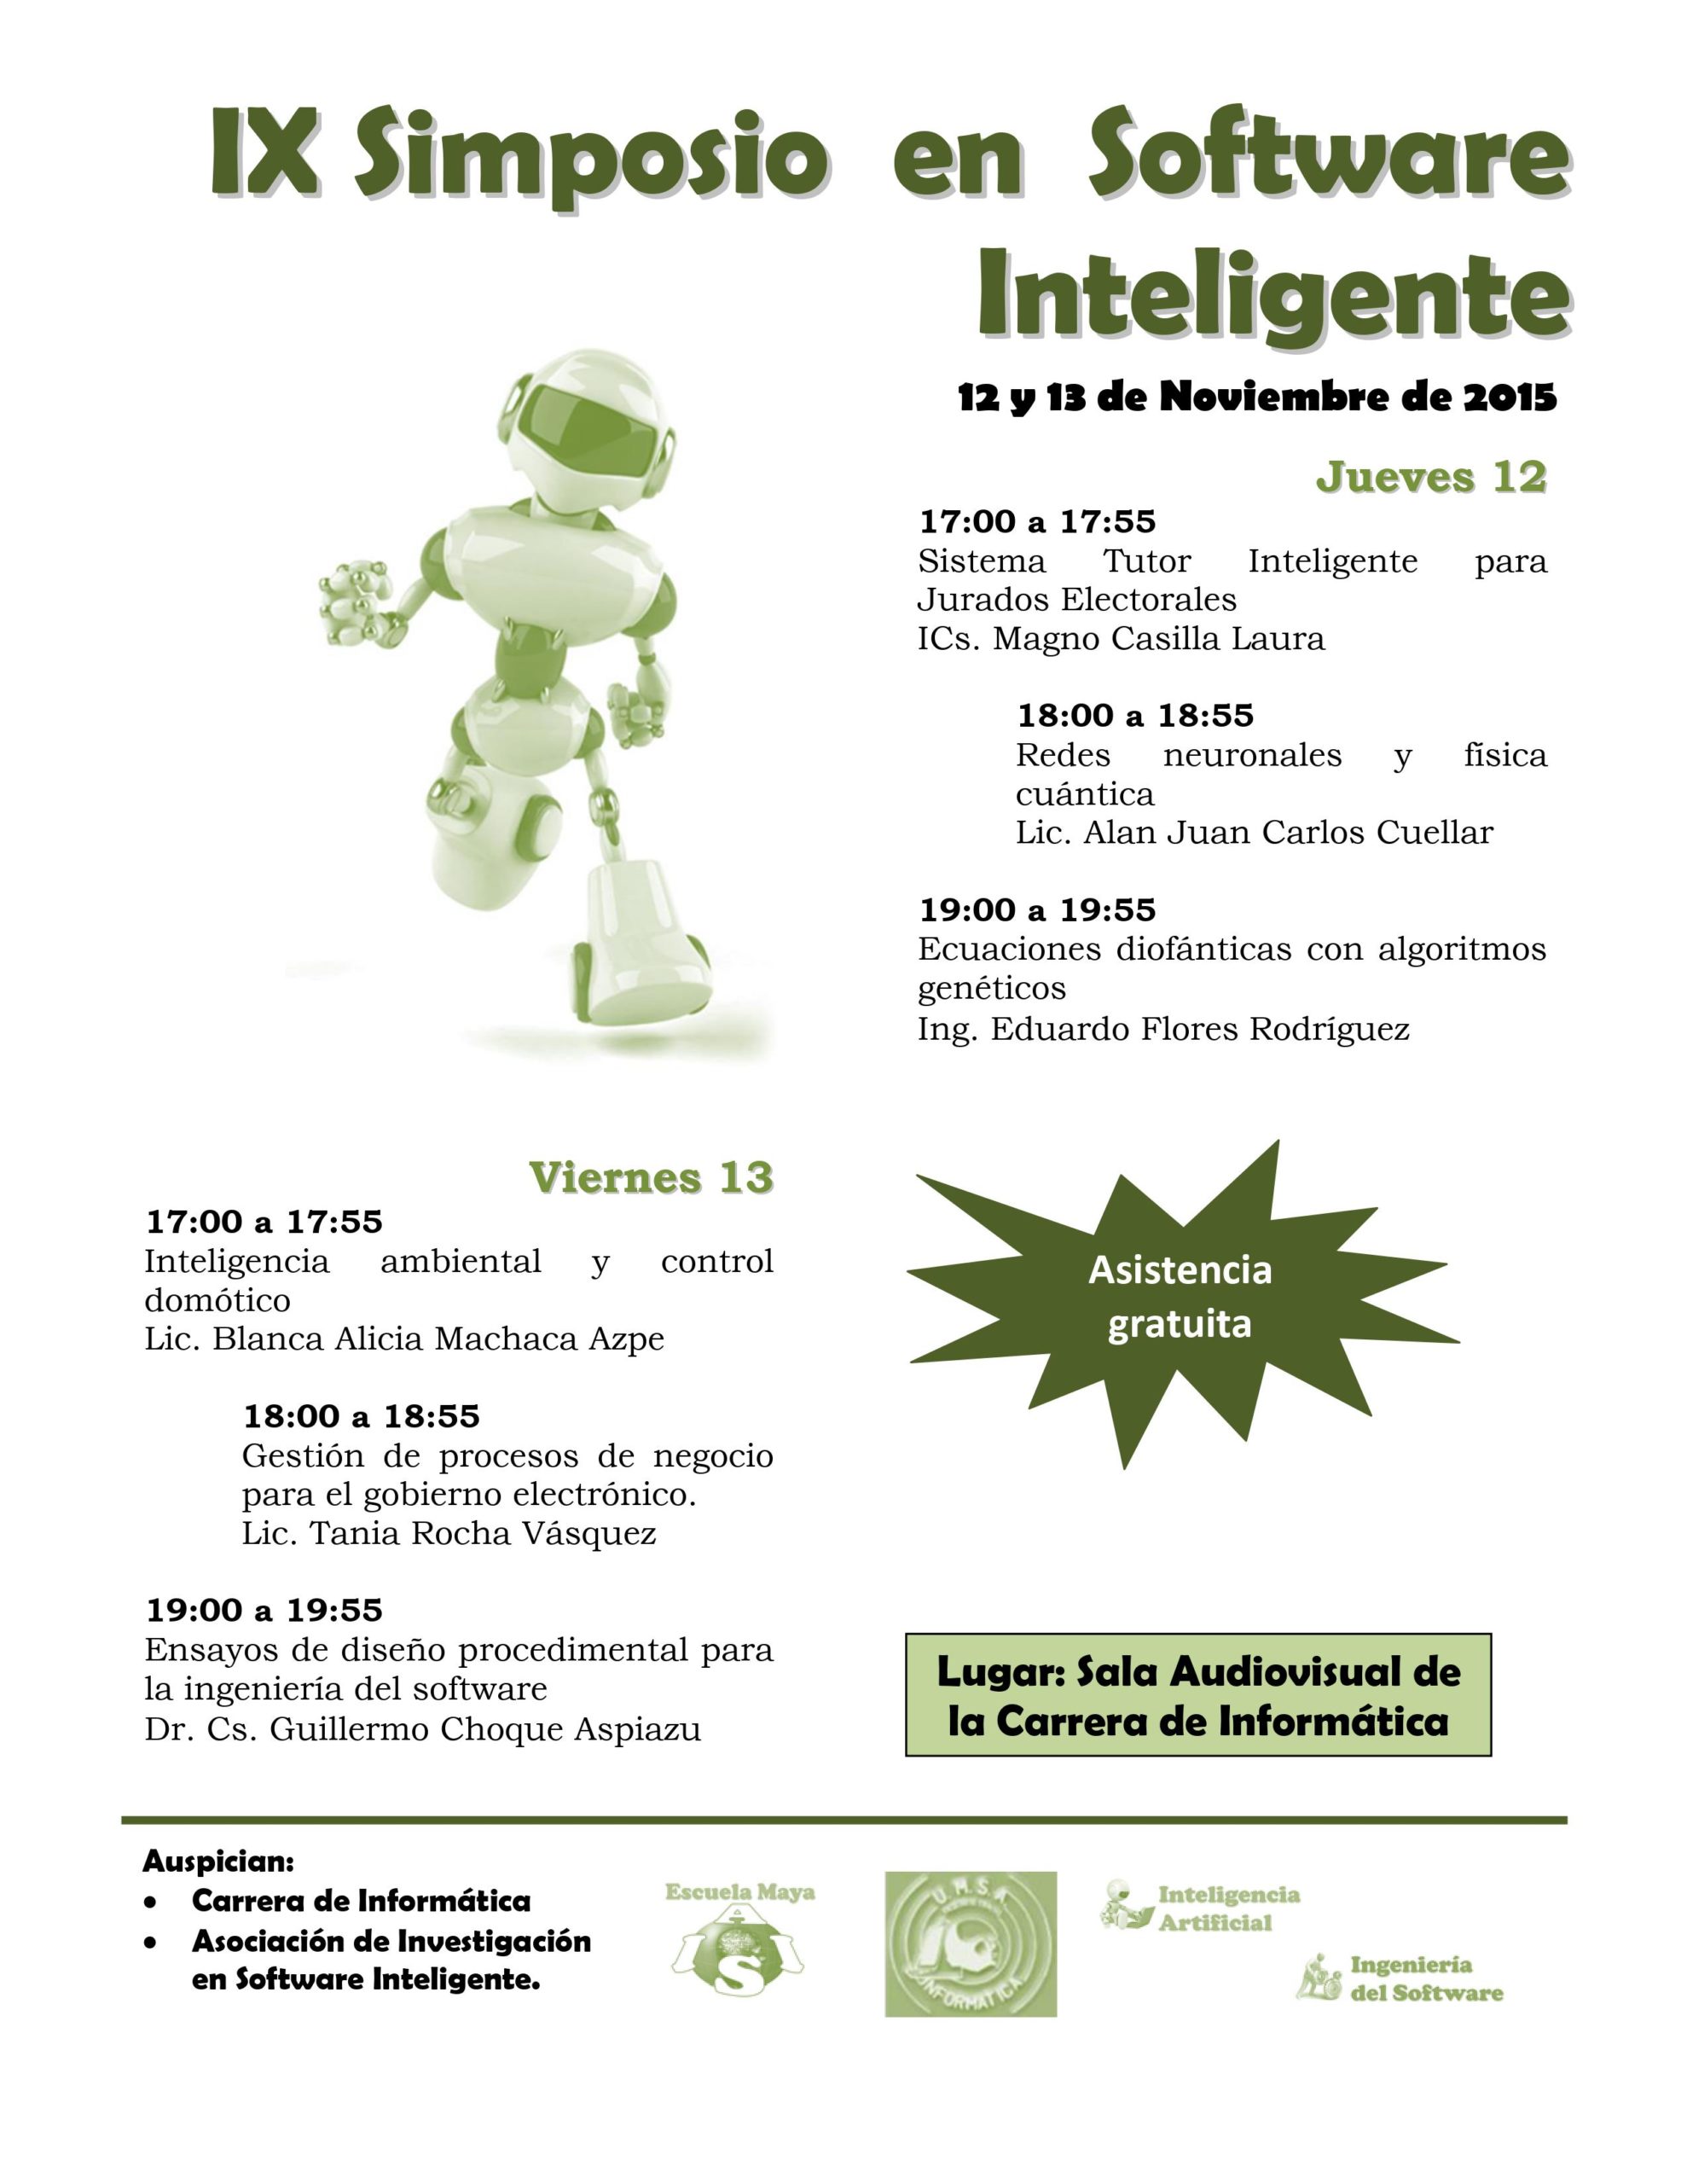 IX Simposio en Software
Inteligente
12 y 13 de Noviembre de 2015
Jueves 12
17:00 a 17:55
Sistema Tutor Inteligente para
Jurados Electorales
ICs. Magno Casilla Laura
18:00 a 18:55
Redes neuronales y física
cuántica
Lic. Alan Juan Carlos Cuellar
19:00 a 19:55
Ecuaciones diofánticas con algoritmos
genéticos
Ing. Eduardo Flores Rodríguez
Viernes 13
17:00 a 17:55
Inteligencia ambiental y control
domótico
Lic. Blanca Alicia Machaca Azpe
18:00 a 18:55
Gestión de procesos de negocio
para el gobierno electrónico.
Lic. Tania Rocha Vásquez
19:00 a 19:55
Ensayos de diseño procedimental para
la ingeniería del software
Dr. Cs. Guillermo Choque Aspiazu
Asistencia
gratuita
Lugar: Sala Audiovisual de
la Carrera de Informática
Auspician:
• Carrera de Informática
• Asociación de Investigación
en Software Inteligente.
Escuela Maya
S
U.M.S.A.
INFORMATICA
Inteligencia
Artificial
Ingeniería
del Software